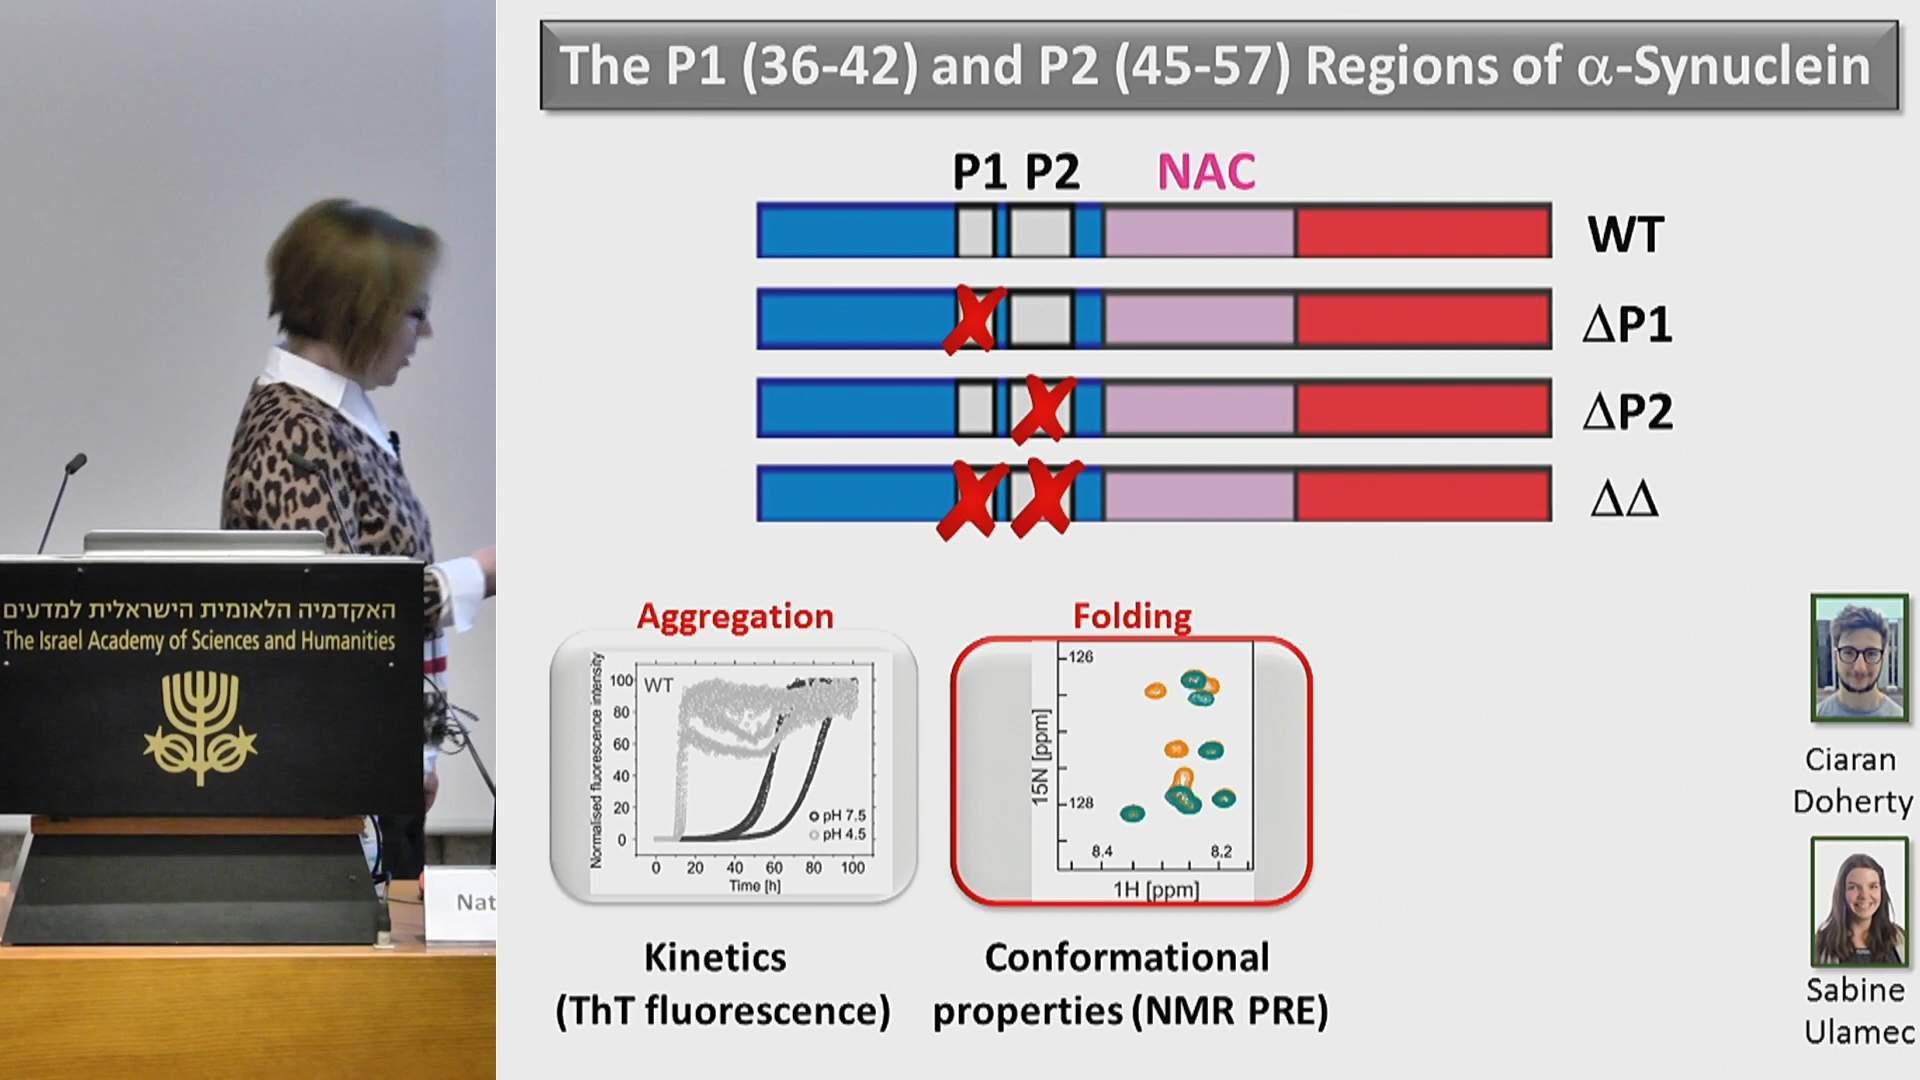 The P1 (36-42) and P2 (45-57) Regions of α-Synuclein
P1 P2 NAC
WT
ΔP1
ΔP2
ΔΔ
Aggregation
Normalised fluorescence intensity
100
80
60
40
20
0
WT
pH 7.5
pH 4.5
0 20 40 60 80 100
Time [h]
Kinetics
(ThT fluorescence)
Folding
15N [ppm]
126
128
8.4 8.2
1H [ppm]
Conformational
properties (NMR PRE)
Ciaran
Doherty
Sabine
Ulamec
האקדמיה הלאומית הישראלית למדעים
The Israel Academy of Sciences and Humanities
Nat